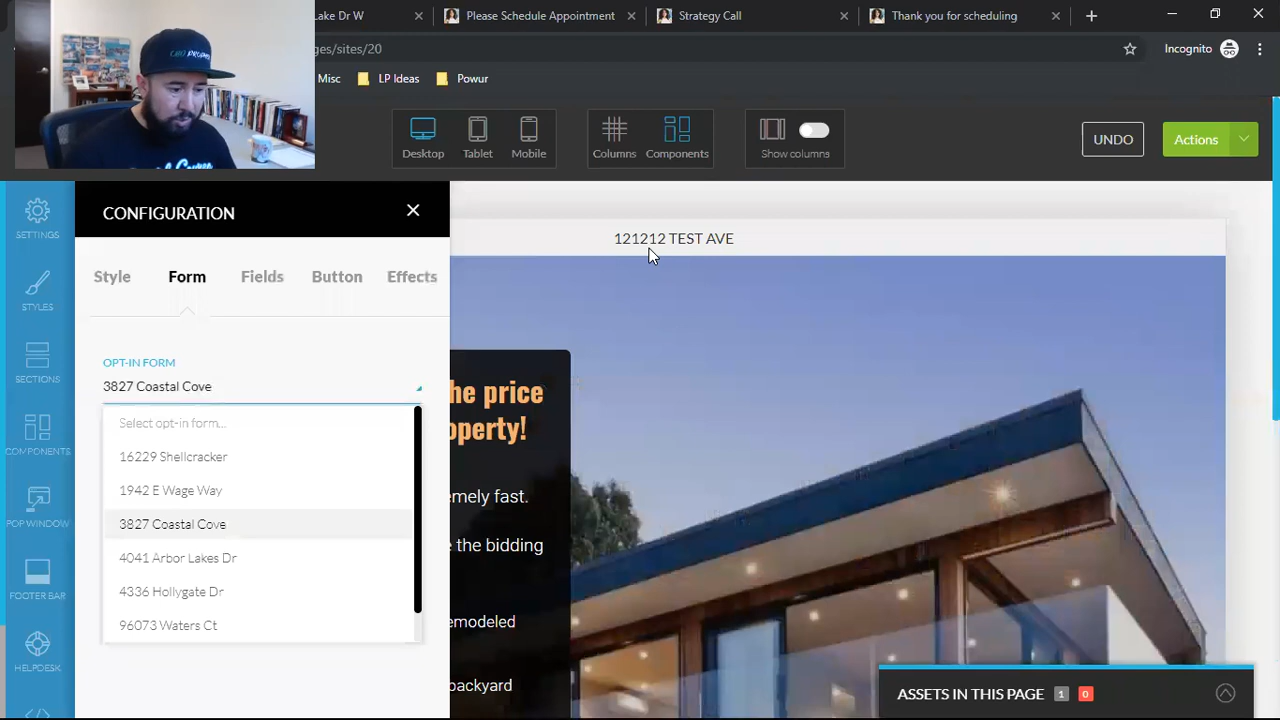 Lake Dr W
Please Schedule Appointment
Strategy Call
Thank you for scheduling
ges/sites/20
Incognito
Misc
LP Ideas
Powur
Desktop
Tablet
Mobile
Columns
Components
Show columns
UNDO
Actions
SETTINGS
STYLES
SECTIONS
COMPONENTS
POP WINDOW
FOOTER BAR
HELPDESK
CONFIGURATION
Style
Form
Fields
Button
Effects
OPT-IN FORM
3827 Coastal Cove
Select opt-in form...
16229 Shellcracker
1942 E Wage Way
3827 Coastal Cove
4041 Arbor Lakes Dr
4336 Hollygate Dr
96073 Waters Ct
121212 TEST AVE
he price
operty!
emely fast.
e the bidding
emodeled
backyard
ASSETS IN THIS PAGE
1
0